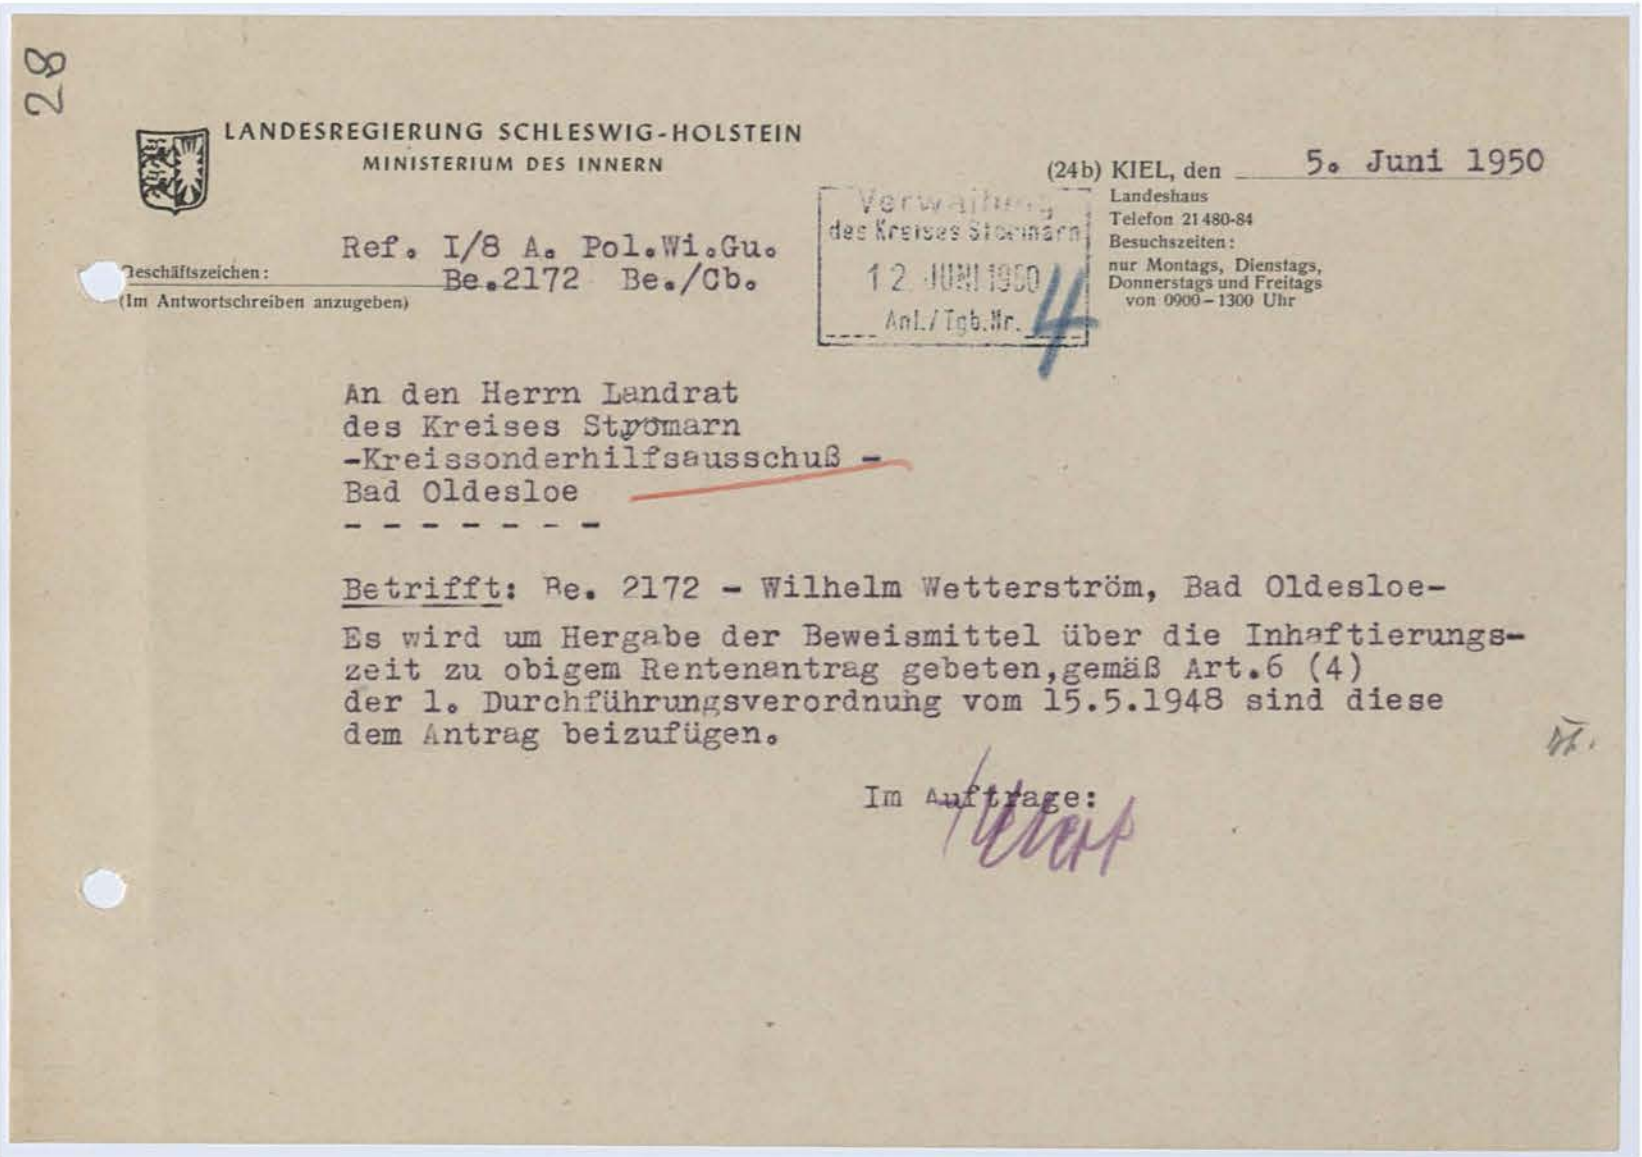 28
LANDESREGIERUNG SCHLESWIG-HOLSTEIN
MINISTERIUM DES INNERN
(24b) KIEL, den 5. Juni 1950
Landeshaus
Telefon 21480-84
Besuchszeiten:
nur Montags, Dienstags,
Donnerstags und Freitags
von 0900-1300 Uhr
Verwaltung
des Kreises Stormarn
12. JUNI 1950
Anl./Tgb.Nr. 4
Ref. I/8 A. Pol.Wi.Gu.
Geschäftszeichen: Be.2172 Be./Cb.
(Im Antwortschreiben anzugeben)
An den Herrn Landrat
des Kreises Stromarn
-Kreissonderhilfsausschuß -
Bad Oldesloe
- - - - - - -
Betrifft: Be. 2172 - Wilhelm Wetterström, Bad Oldesloe-
Es wird um Hergabe der Beweismittel über die Inhaftierungs-
zeit zu obigem Rentenantrag gebeten,gemäß Art.6 (4)
der 1. Durchführungsverordnung vom 15.5.1948 sind diese
dem Antrag beizufügen.
Im Auftrage: